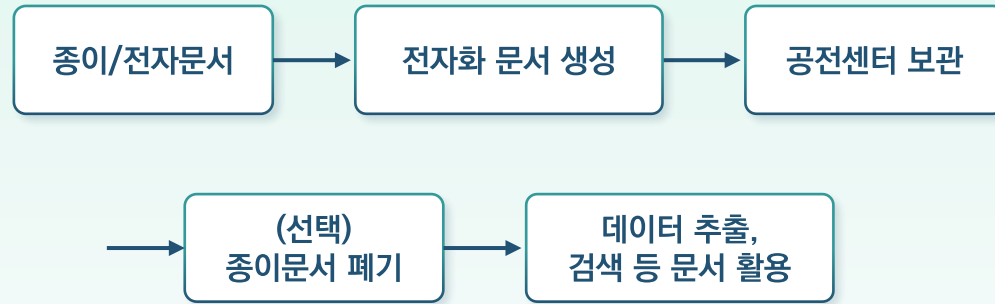 종이/전자문서
전자화 문서 생성
공전센터 보관
(선택)
종이문서 폐기
데이터 추출,
검색 등 문서 활용